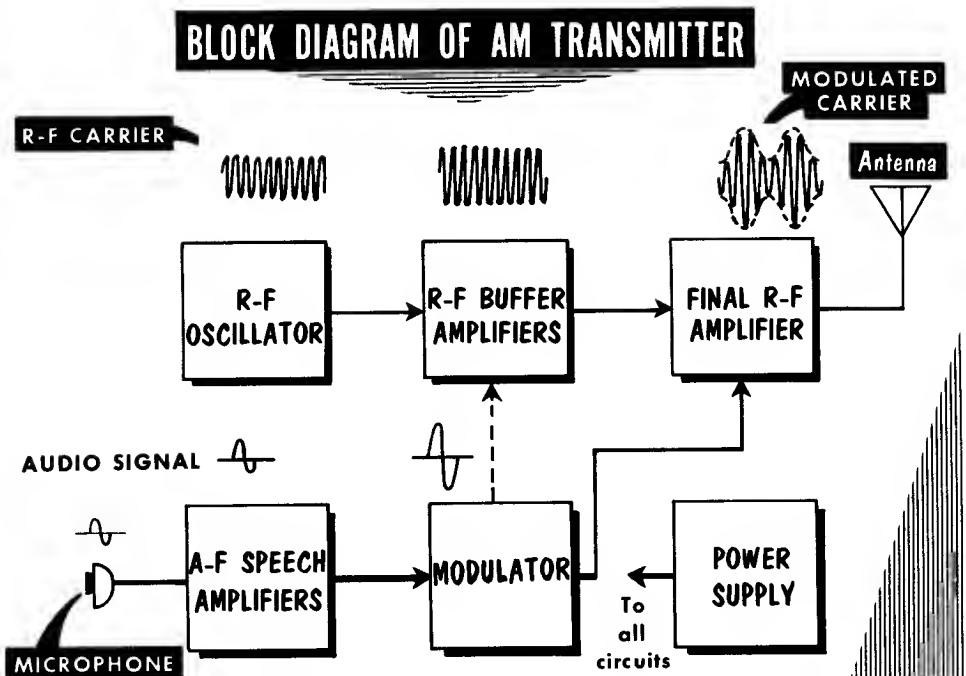 BLOCK DIAGRAM OF AM TRANSMITTER
MODULATED
CARRIER
R-F CARRIER
Antenna
R-F
OSCILLATOR
R-F BUFFER
AMPLIFIERS
FINAL R-F
AMPLIFIER
AUDIO SIGNAL
A-F SPEECH
AMPLIFIERS
MODULATOR
POWER
SUPPLY
To
all
circuits
MICROPHONE